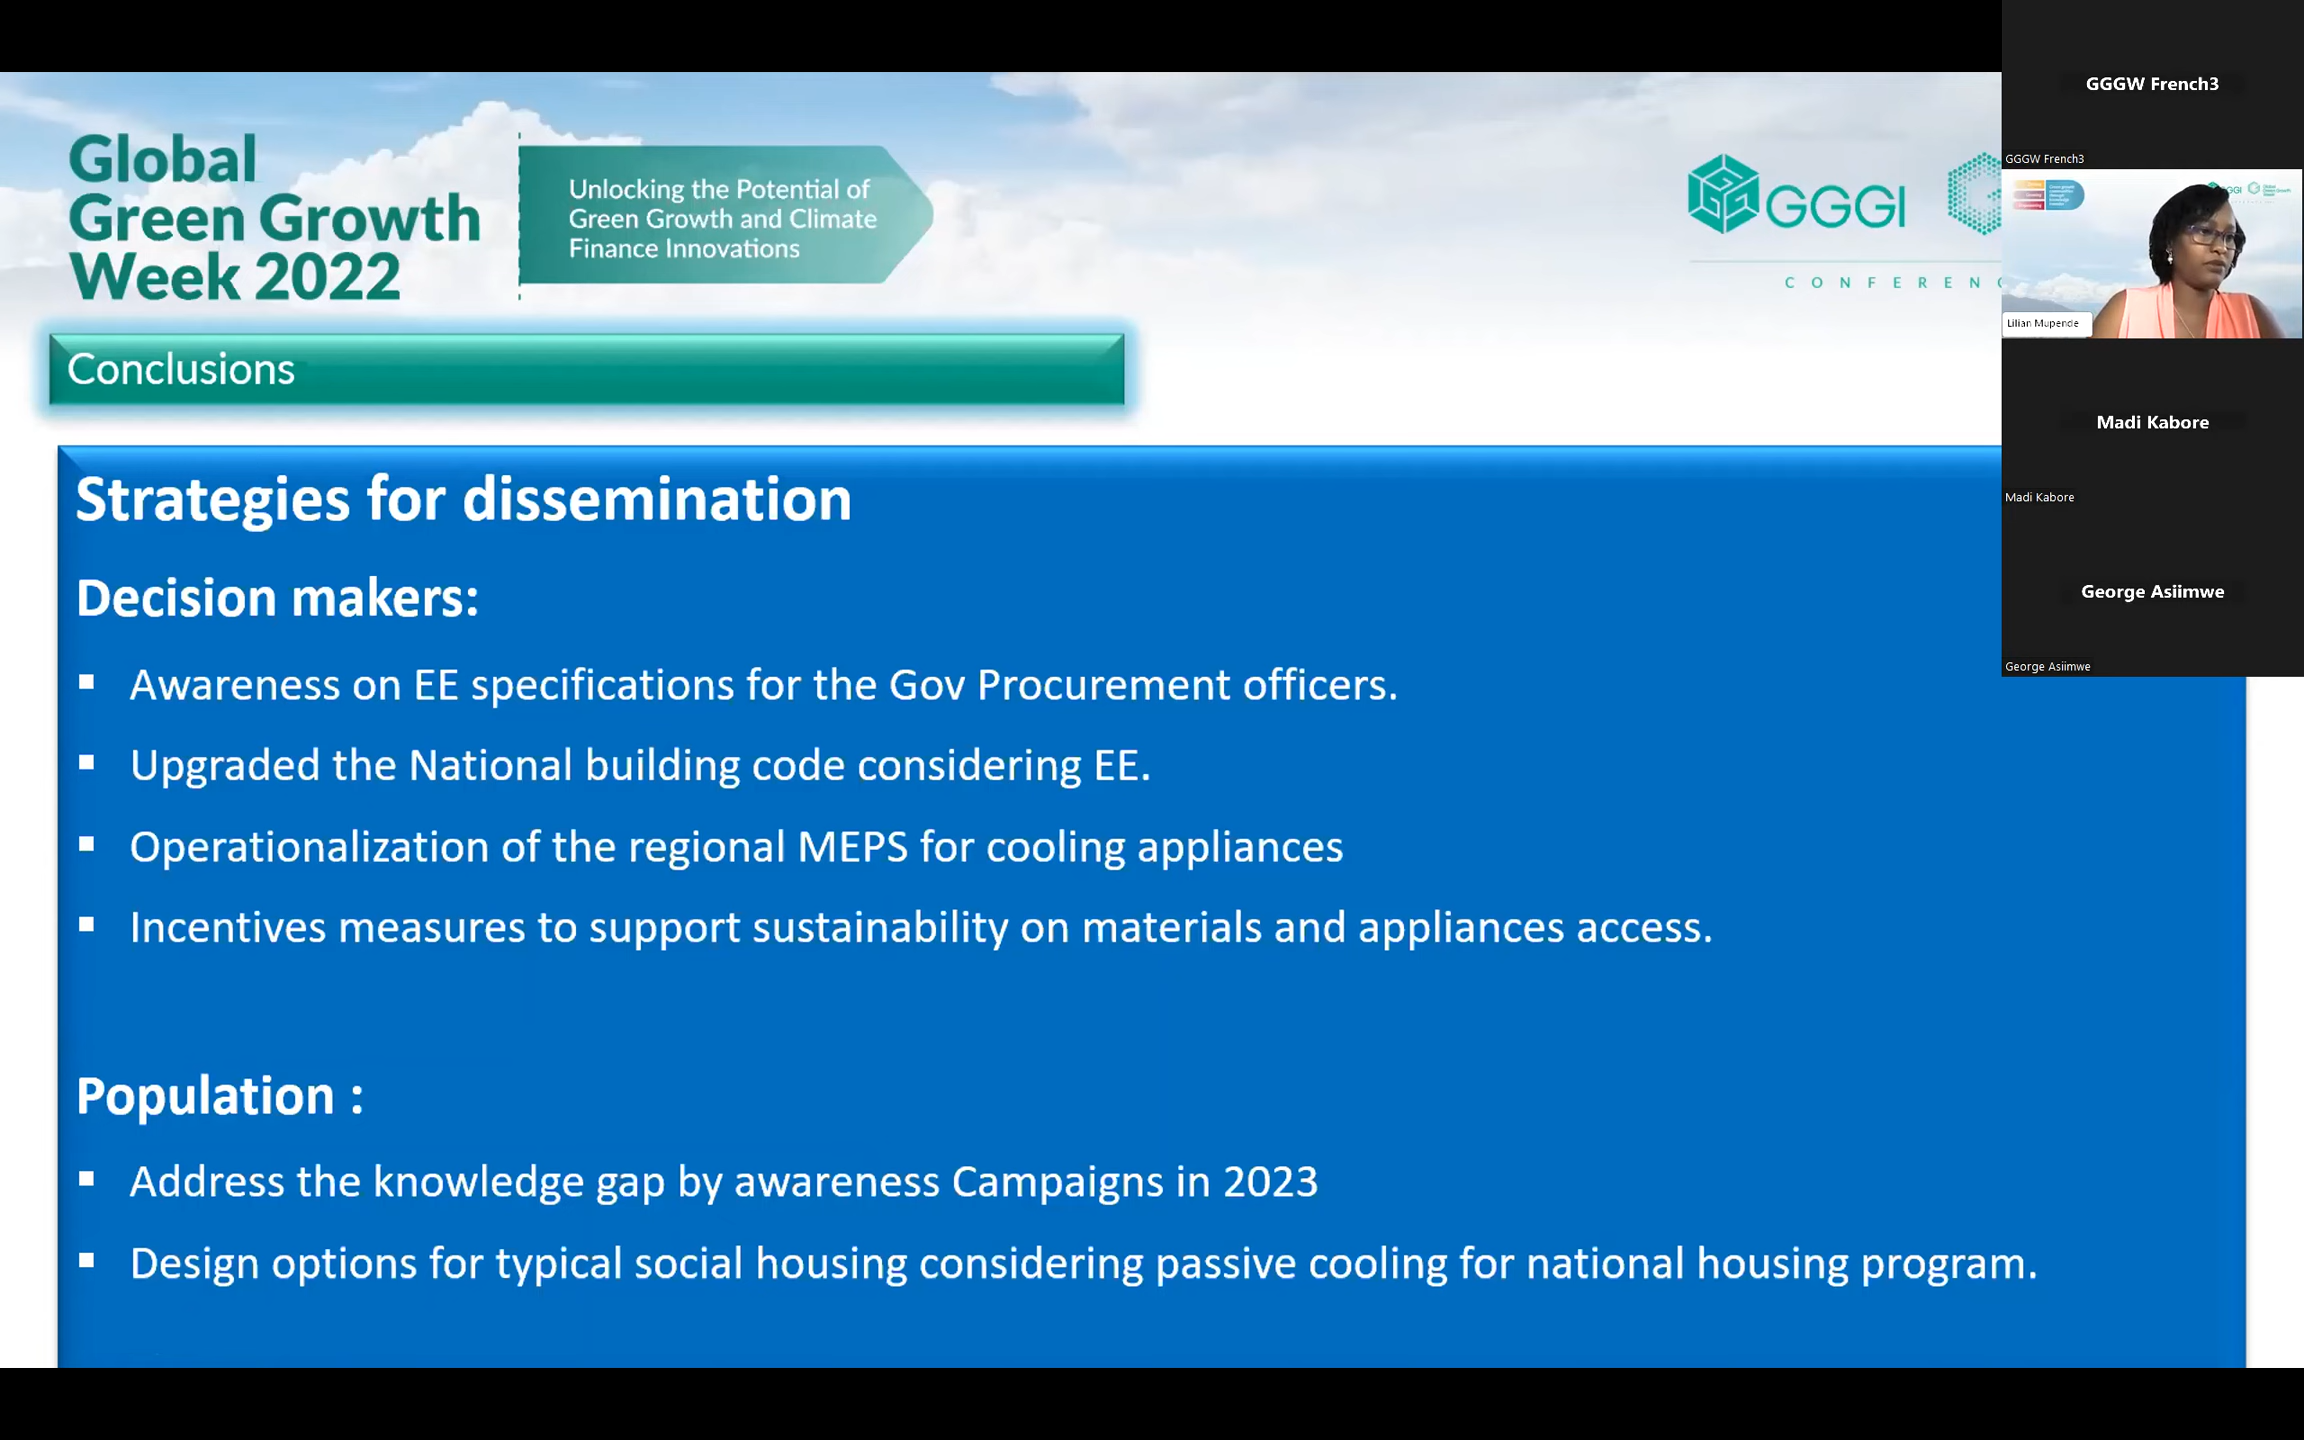 Global
Green Growth
Week 2022
Unlocking the Potential of
Green Growth and Climate
Finance Innovations
GGGI
CONFEREN
Conclusions
Strategies for dissemination
Decision makers:
▪ Awareness on EE specifications for the Gov Procurement officers.
▪ Upgraded the National building code considering EE.
▪ Operationalization of the regional MEPS for cooling appliances
▪ Incentives measures to support sustainability on materials and appliances access.
Population :
▪ Address the knowledge gap by awareness Campaigns in 2023
▪ Design options for typical social housing considering passive cooling for national housing program.
GGGW French3
GGGW French3
Lilian Mupende
Madi Kabore
Madi Kabore
George Asiimwe
George Asiimwe